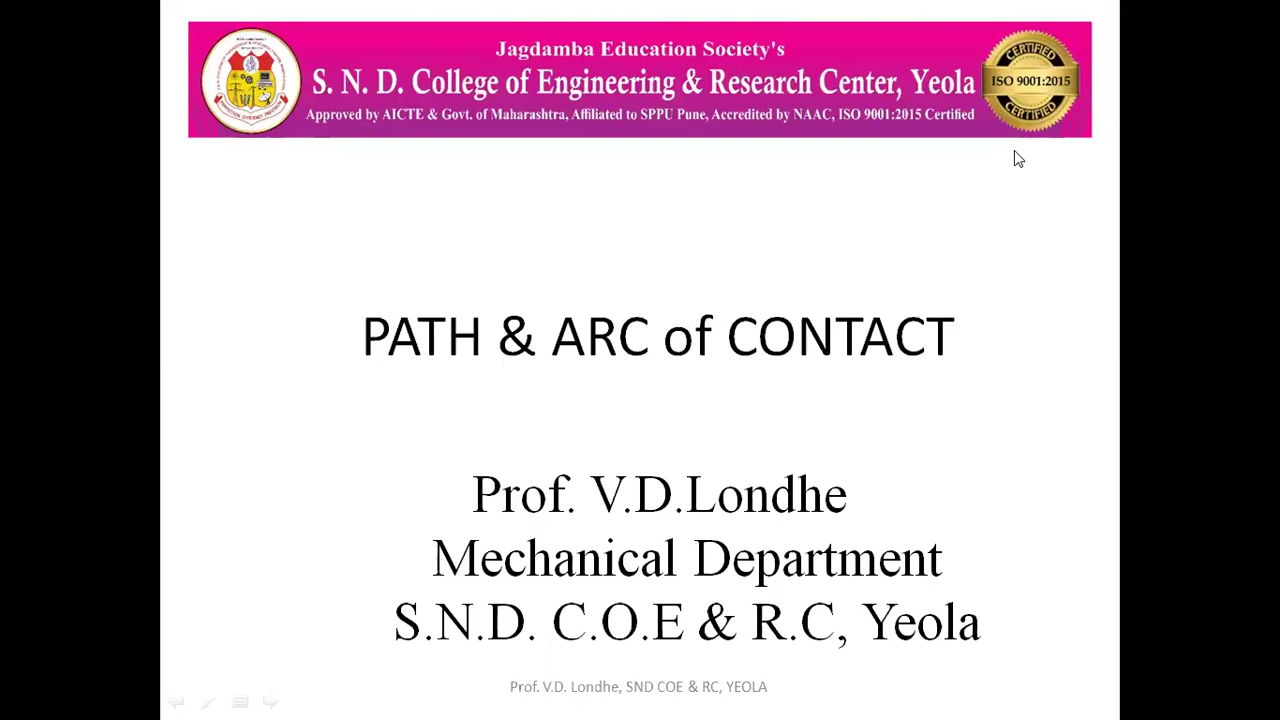 Jagdamba Education Society's
S. N. D. College of Engineering & Research Center, Yeola
Approved by AICTE & Govt. of Maharashtra, Affiliated to SPPU Pune, Accredited by NAAC, ISO 9001:2015 Certified
CERTIFIED
ISO 9001:2015
CERTIFIED
PATH & ARC of CONTACT
Prof. V.D.Londhe
Mechanical Department
S.N.D. C.O.E & R.C, Yeola
Prof. V.D. Londhe, SND COE & RC, YEOLA